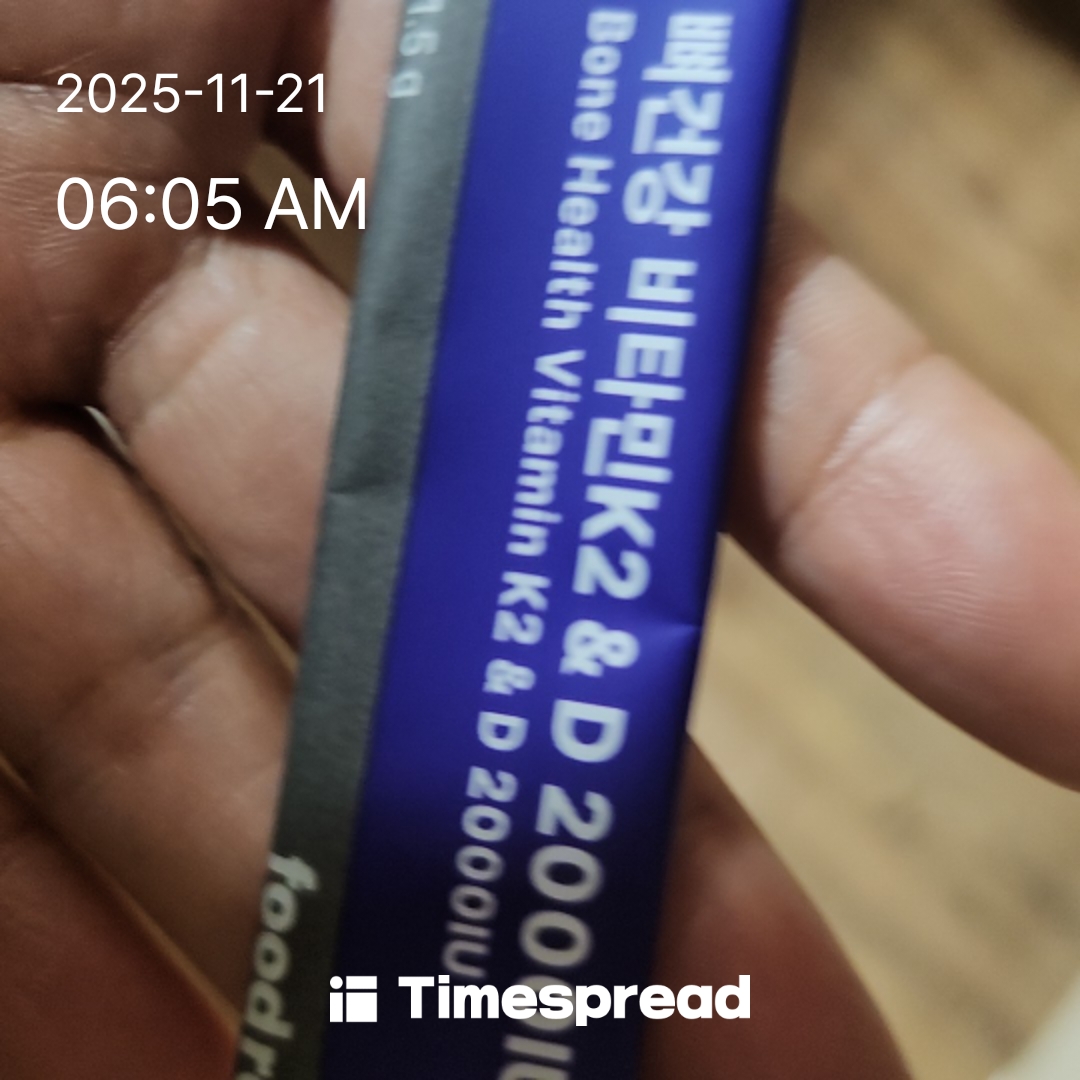 2025-11-21
06:05 AM
뼈건강 비타민K2 & D 2000IU
Bone Health Vitamin K2 & D 2000IU
Timespread